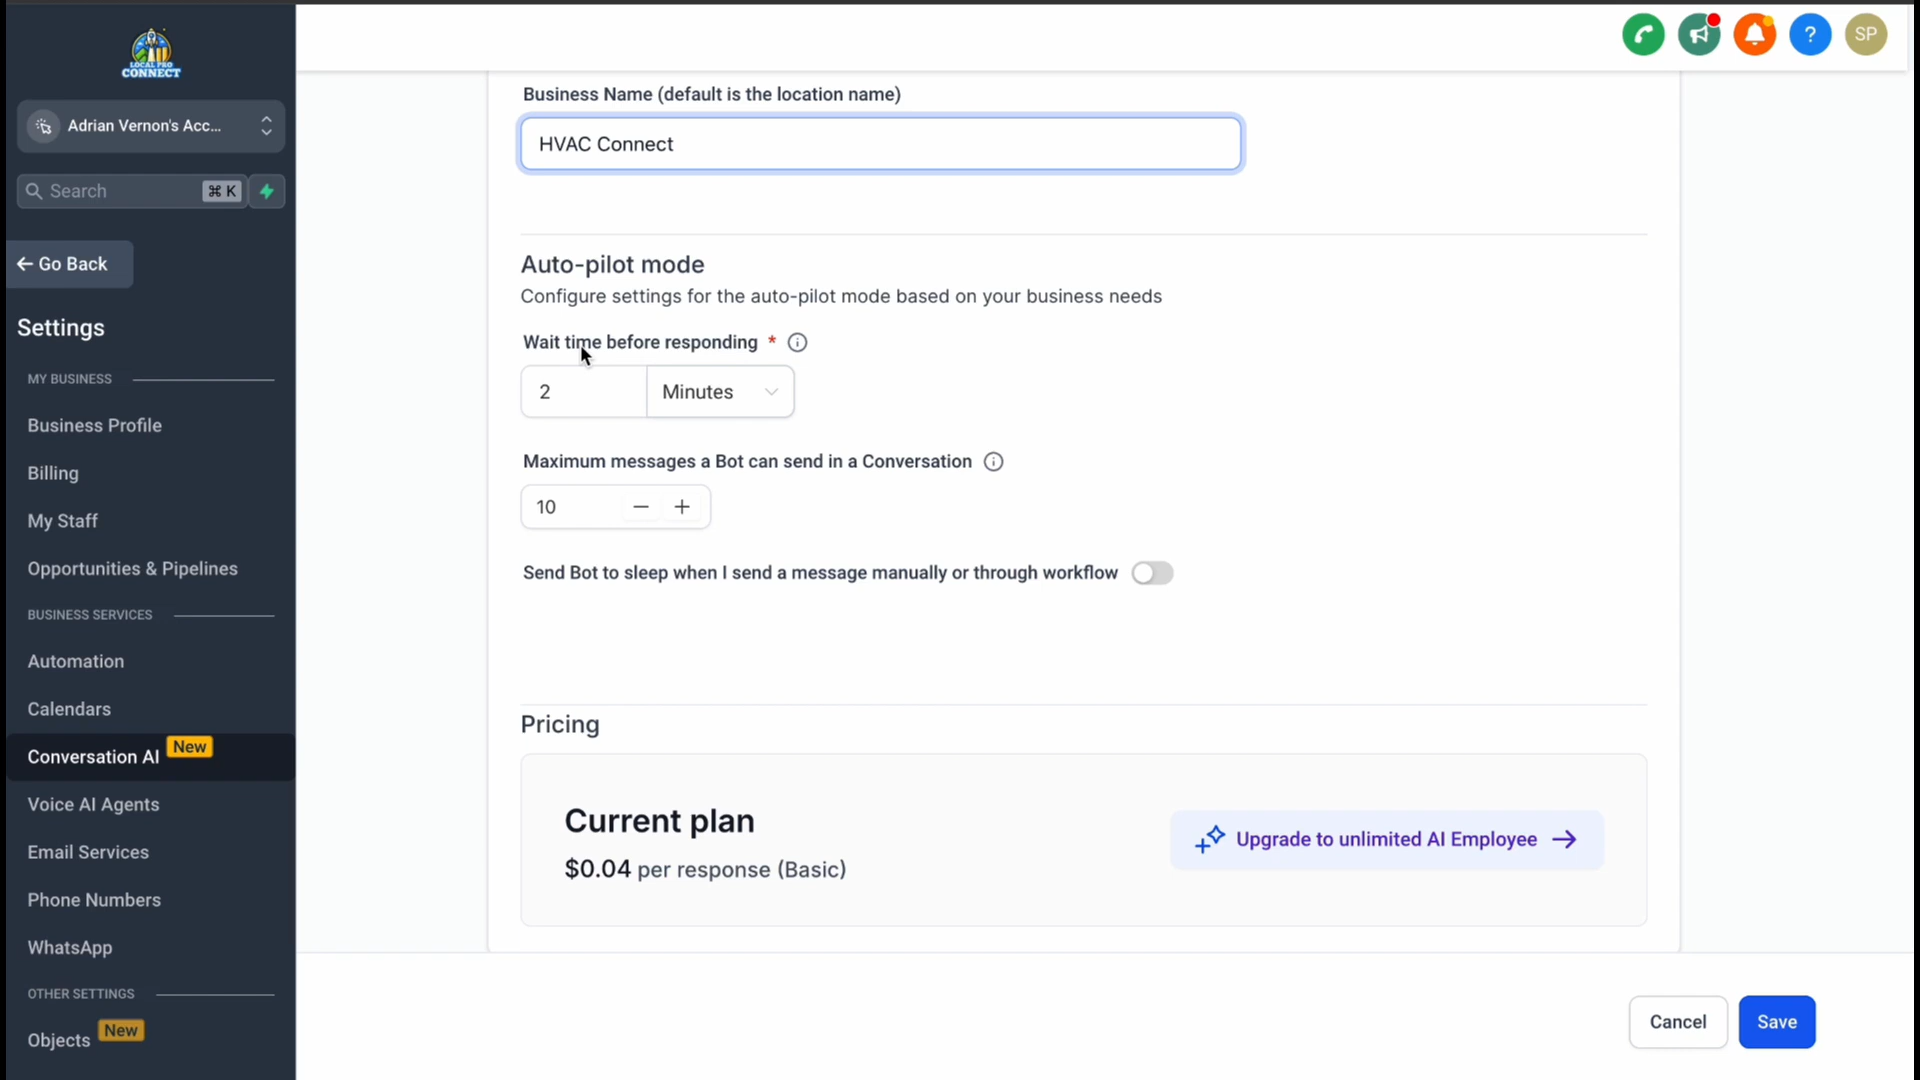 LOCAL PRO
CONNECT
Adrian Vernon's Acc...
Search
⌘ K
← Go Back
Settings
MY BUSINESS
Business Profile
Billing
My Staff
Opportunities & Pipelines
BUSINESS SERVICES
Automation
Calendars
Conversation AI New
Voice AI Agents
Email Services
Phone Numbers
WhatsApp
OTHER SETTINGS
Objects New
?
SP
Business Name (default is the location name)
HVAC Connect
Auto-pilot mode
Configure settings for the auto-pilot mode based on your business needs
Wait time before responding *
2 Minutes
Maximum messages a Bot can send in a Conversation
10 − +
Send Bot to sleep when I send a message manually or through workflow
Pricing
Current plan
$0.04 per response (Basic)
Upgrade to unlimited AI Employee →
Cancel
Save